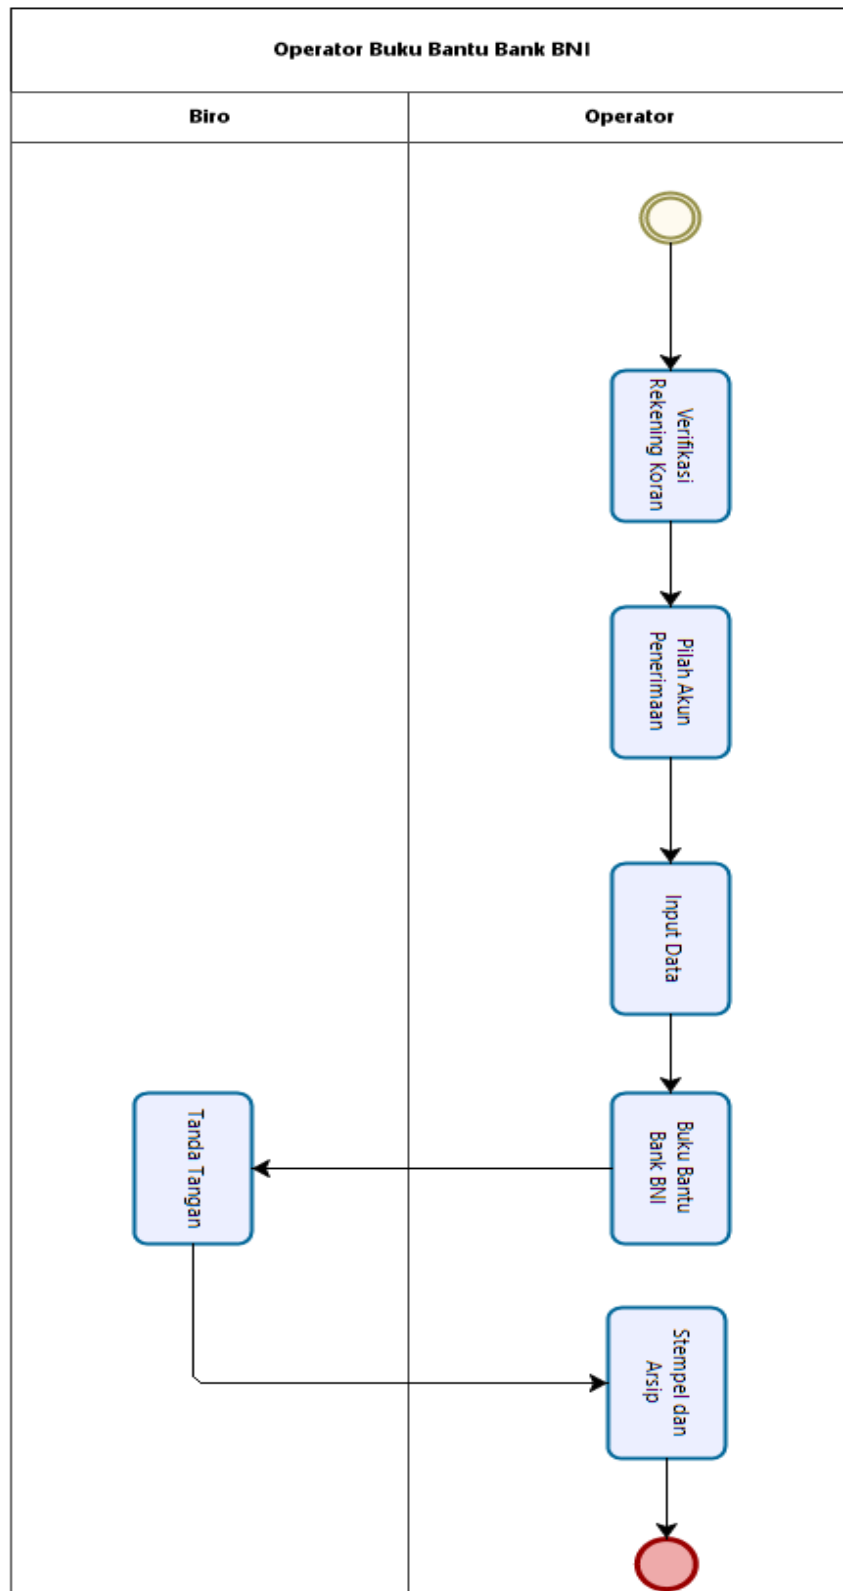 Operator Buku Bantu Bank BNI
Biro
Operator
Verifikasi
Rekening Koran
Pilah Akun
Penerimaan
Input Data
Buku Bantu
Bank BNI
Tanda Tangan
Stempel dan
Arsip